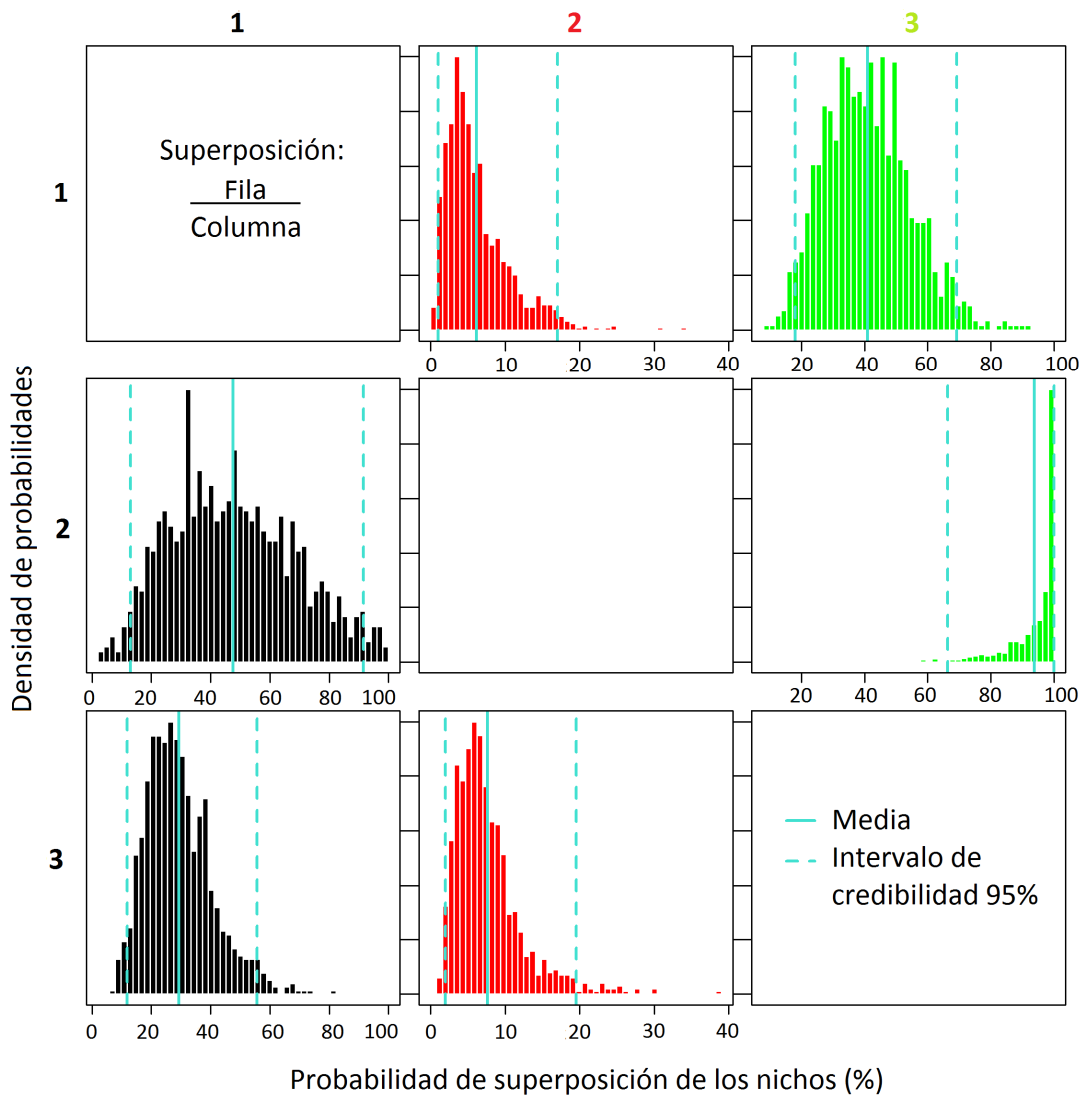 1 2 3
Densidad de probabilidades
1
Superposición:
Fila
Columna
0 10 20 30 40
20 40 60 80 100
2
0 20 40 60 80 100
20 40 60 80 100
3
Media
Intervalo de
credibilidad 95%
0 20 40 60 80 100
0 10 .20 30 40
Probabilidad de superposición de los nichos (%)